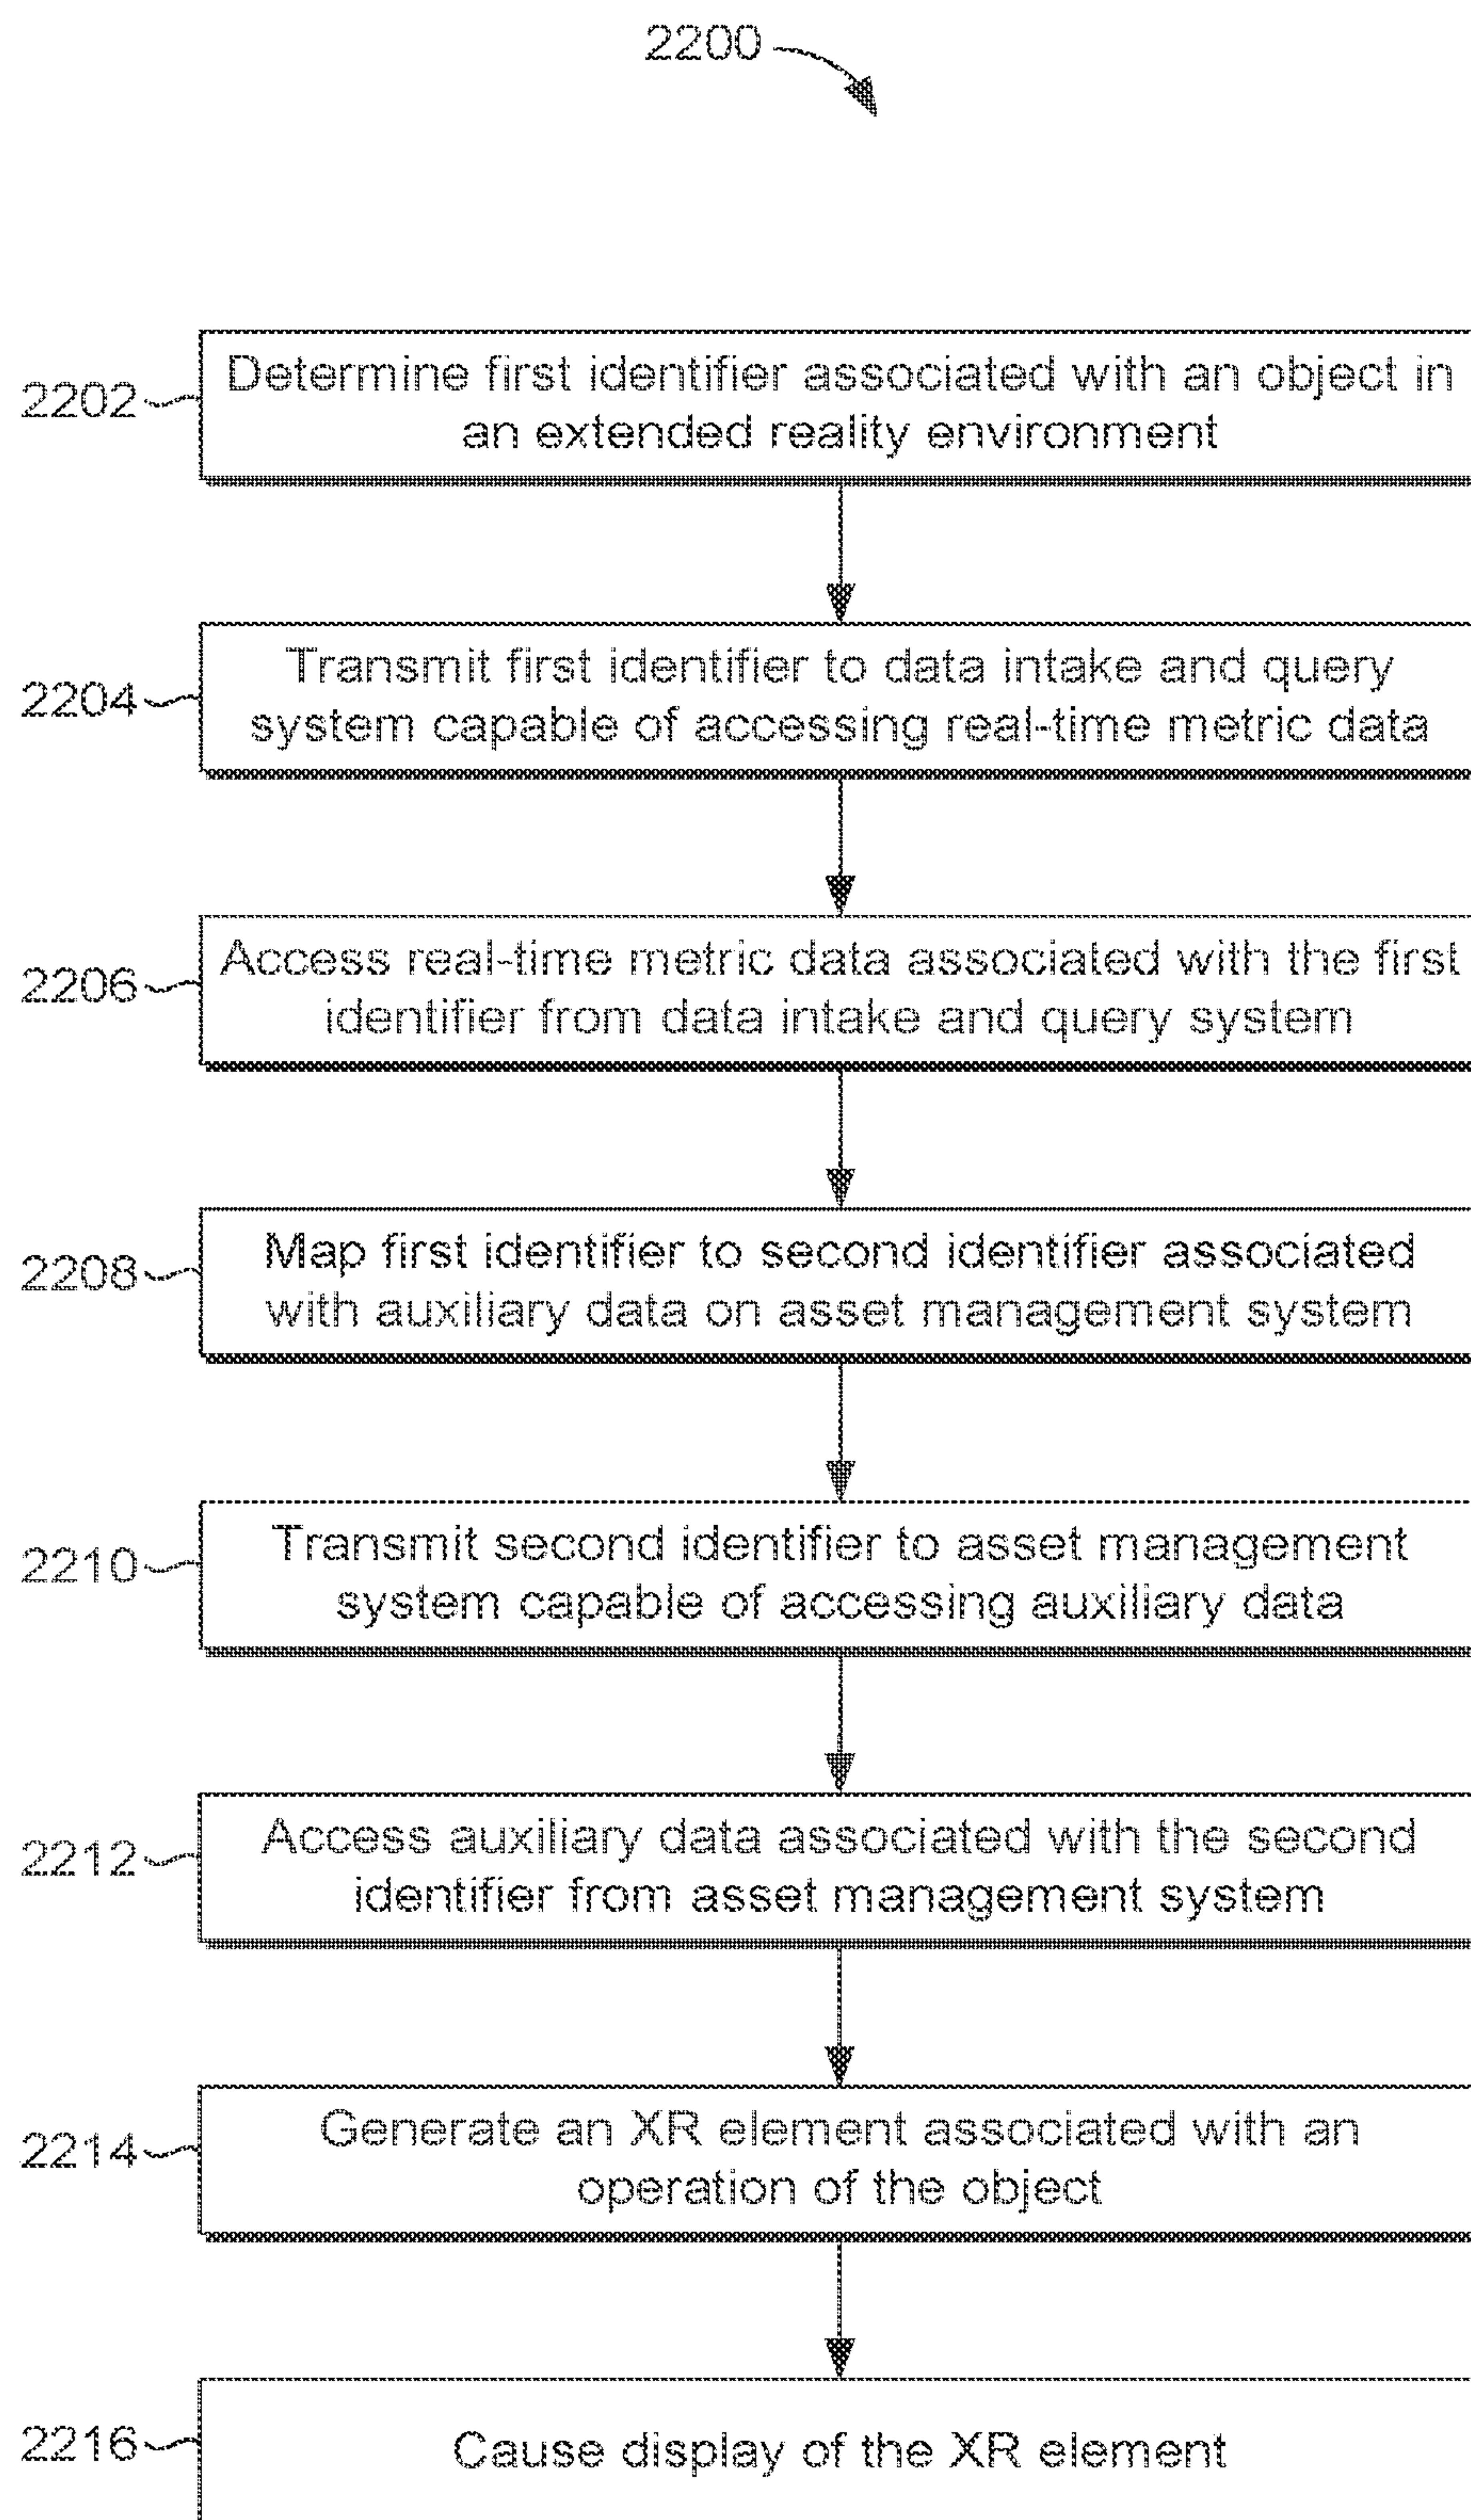 2200
2202
Determine first identifier associated with an object in
an extended reality environment
2204
Transmit first identifier to data intake and query
system capable of accessing real-time metric data
2206
Access real-time metric data associated with the first
identifier from data intake and query system
2208
Map first identifier to second identifier associated
with auxiliary data on asset management system
2210
Transmit second identifier to asset management
system capable of accessing auxiliary data
2212
Access auxiliary data associated with the second
identifier from asset management system
2214
Generate an XR element associated with an
operation of the object
2216
Cause display of the XR element